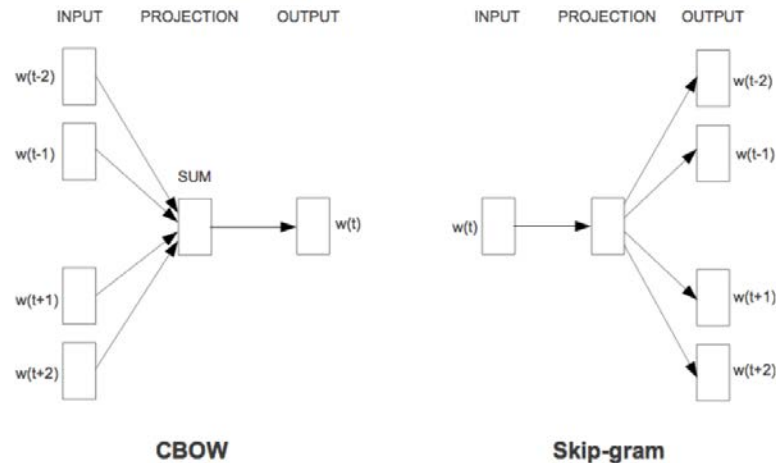 INPUT PROJECTION OUTPUT
w(t-2)
w(t-1)
SUM
w(t)
w(t+1)
w(t+2)
CBOW
INPUT PROJECTION OUTPUT
w(t-2)
w(t-1)
w(t)
w(t+1)
w(t+2)
Skip-gram